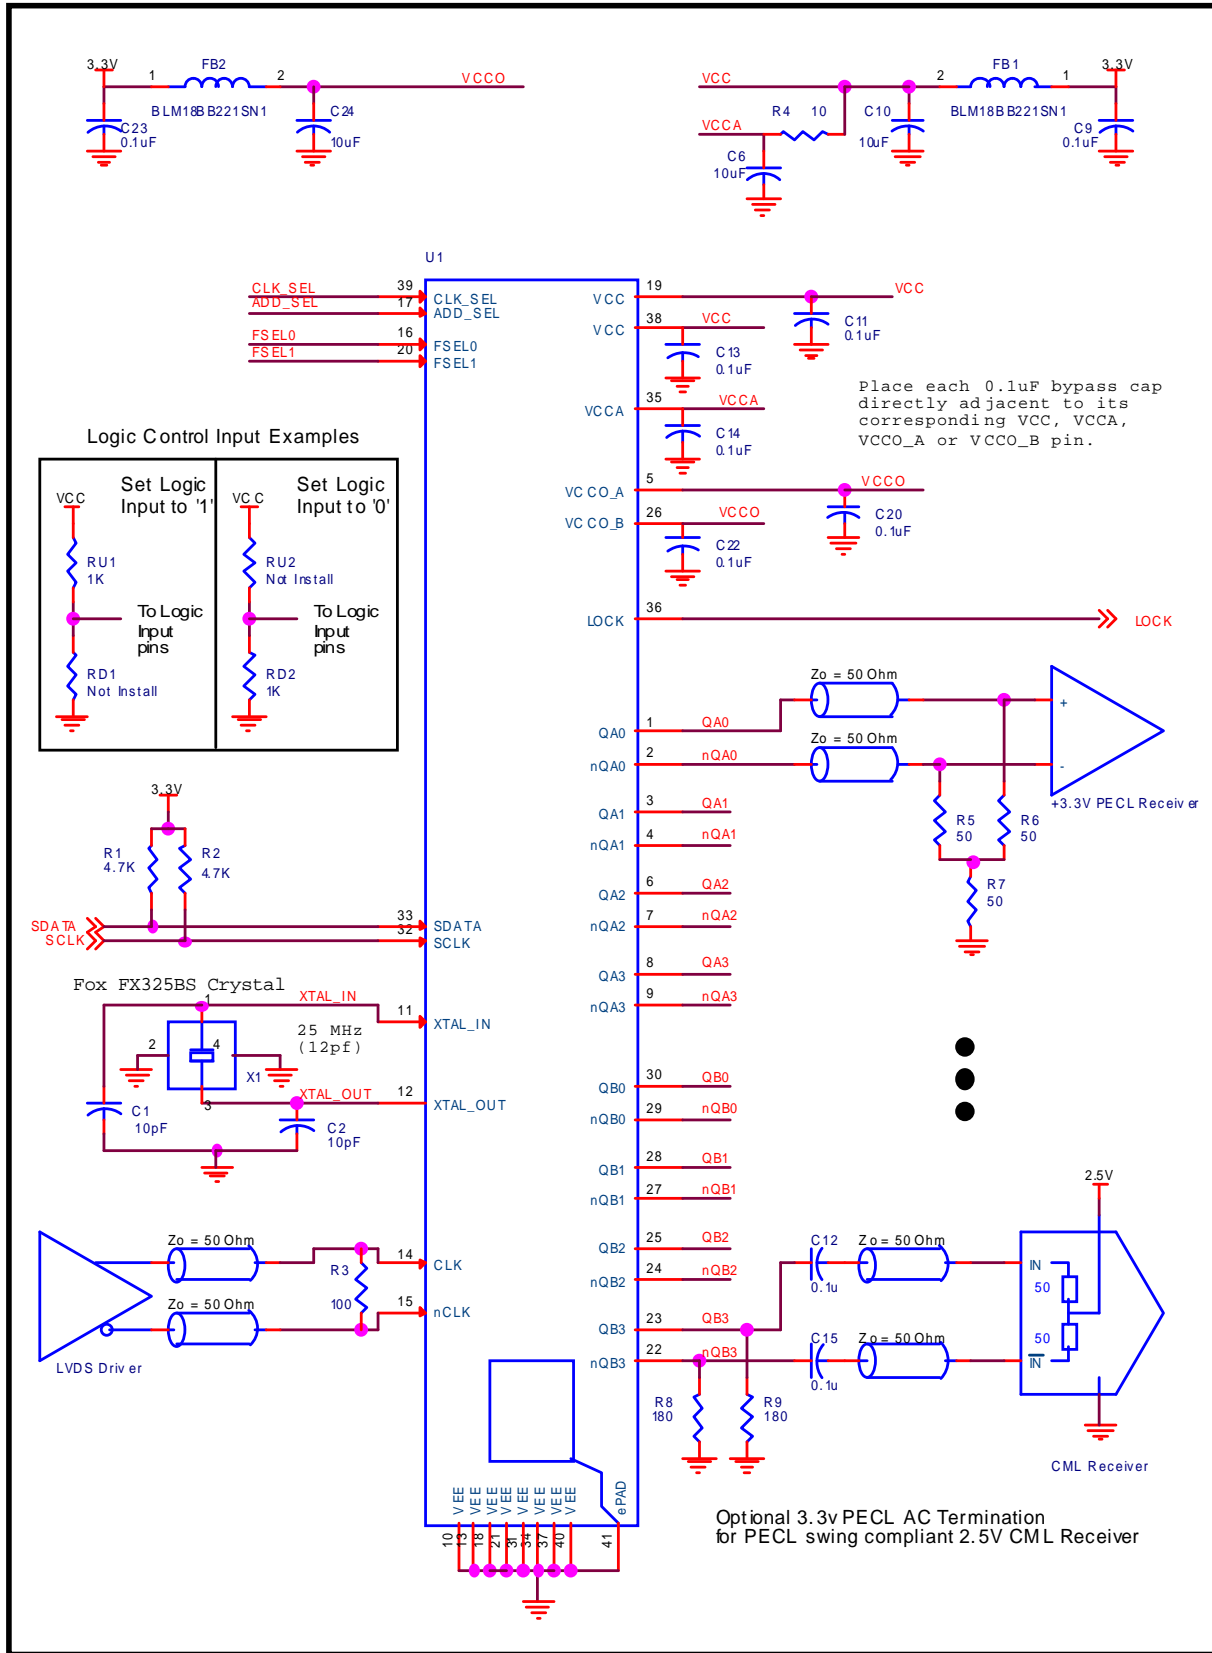 3.3V
1
FB2
2
VCCO
BLM18BB221SN1
C23
0.1uF
C24
10uF
VCC
2
FB1
1
3.3V
R4 10
C10
10uF
BLM18BB221SN1
C9
0.1uF
VCCA
C6
10uF
U1
CLK_SEL
39
CLK_SEL
ADD_SEL
17
ADD_SEL
FSEL0
16
FSEL0
FSEL1
20
FSEL1
VCC
19
VCC
C11
0.1uF
VCC
38
VCC
C13
0.1uF
VCCA
35
VCCA
C14
0.1uF
Place each 0.1uF bypass cap
directly adjacent to its
corresponding VCC, VCCA,
VCCO_A or VCCO_B pin.
VCCO_A
5
VCCO
C20
0.1uF
VCCO_B
26
VCCO
C22
0.1uF
Logic Control Input Examples
VCC
Set Logic
Input to '1'
RU1
1K
To Logic
Input
pins
RD1
Not Install
VCC
Set Logic
Input to '0'
RU2
Not Install
To Logic
Input
pins
RD2
1K
LOCK
36
LOCK
Zo = 50 Ohm
QA0
1
QA0
+
Zo = 50 Ohm
nQA0
2
nQA0
-
+3.3V PECL Receiver
R5
50
R6
50
R7
50
QA1
3
QA1
nQA1
4
nQA1
QA2
6
QA2
nQA2
7
nQA2
QA3
8
QA3
nQA3
9
nQA3
3.3V
R1
4.7K
R2
4.7K
SDATA
33
SDATA
SCLK
32
SCLK
Fox FX325BS Crystal
1
XTAL_IN
11
XTAL_IN
25 MHz
(12pf)
2
4
X1
3
XTAL_OUT
12
XTAL_OUT
C1
10pF
C2
10pF
QB0
30
QB0
nQB0
29
nQB0
QB1
28
QB1
nQB1
27
nQB1
QB2
25
QB2
nQB2
24
nQB2
QB3
23
QB3
nQB3
22
nQB3
Zo = 50 Ohm
R3
100
14
CLK
Zo = 50 Ohm
15
nCLK
LVDS Driver
C12
0.1u
Zo = 50 Ohm
C15
0.1u
Zo = 50 Ohm
2.5V
IN
50
50
IN
CML Receiver
R8
180
R9
180
VEE
VEE
VEE
VEE
VEE
VEE
VEE
ePAD
10
13
18
21
31
34
37
40
41
Optional 3.3v PECL AC Termination
for PECL swing compliant 2.5V CML Receiver